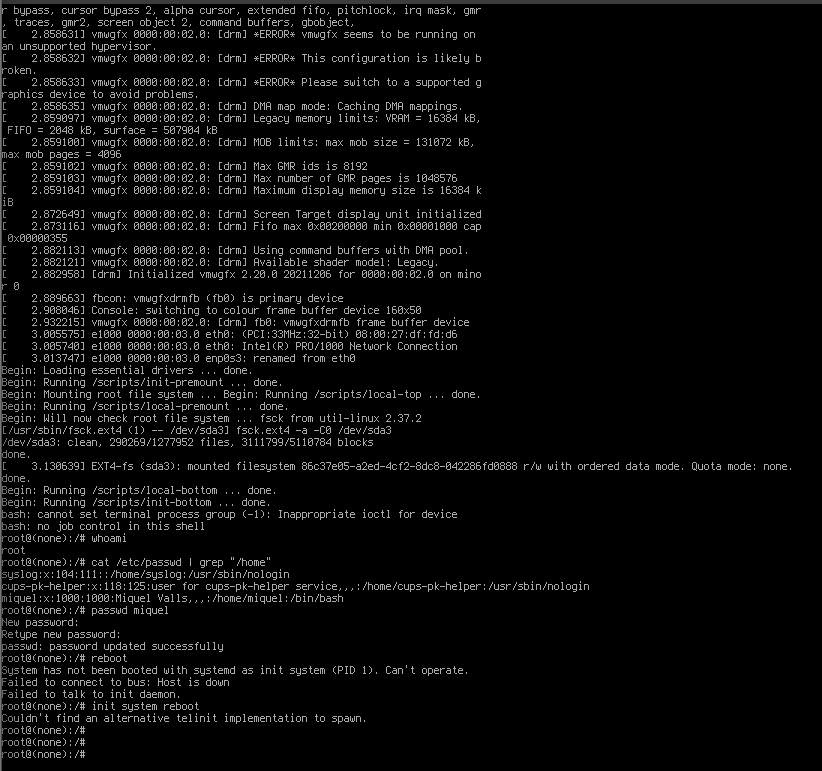 r bypass, cursor bypass 2, alpha cursor, extended fifo, pitchlock, irq mask, gmr
, traces, gmr2, screen object 2, command buffers, gbobject,
[    2.858631] vmwgfx 0000:00:02.0: [drm] *ERROR* vmwgfx seems to be running on
an unsupported hypervisor.
[    2.858632] vmwgfx 0000:00:02.0: [drm] *ERROR* This configuration is likely b
roken.
[    2.858633] vmwgfx 0000:00:02.0: [drm] *ERROR* Please switch to a supported g
raphics device to avoid problems.
[    2.858635] vmwgfx 0000:00:02.0: [drm] DMA map mode: Caching DMA mappings.
[    2.859097] vmwgfx 0000:00:02.0: [drm] Legacy memory limits: VRAM = 16384 kB,
 FIFO = 2048 kB, surface = 507904 kB
[    2.859100] vmwgfx 0000:00:02.0: [drm] MOB limits: max mob size = 131072 kB,
max mob pages = 4096
[    2.859102] vmwgfx 0000:00:02.0: [drm] Max GMR ids is 8192
[    2.859103] vmwgfx 0000:00:02.0: [drm] Max number of GMR pages is 1048576
[    2.859104] vmwgfx 0000:00:02.0: [drm] Maximum display memory size is 16384 k
iB
[    2.872649] vmwgfx 0000:00:02.0: [drm] Screen Target display unit initialized
[    2.873116] vmwgfx 0000:00:02.0: [drm] Fifo max 0x00200000 min 0x00001000 cap
 0x00000355
[    2.882113] vmwgfx 0000:00:02.0: [drm] Using command buffers with DMA pool.
[    2.882121] vmwgfx 0000:00:02.0: [drm] Available shader model: Legacy.
[    2.882958] [drm] Initialized vmwgfx 2.20.0 20211206 for 0000:00:02.0 on mino
r 0
[    2.889663] fbcon: vmwgfxdrmfb (fb0) is primary device
[    2.908046] Console: switching to colour frame buffer device 160x50
[    2.932215] vmwgfx 0000:00:02.0: [drm] fb0: vmwgfxdrmfb frame buffer device
[    3.005575] e1000 0000:00:03.0 eth0: (PCI:33MHz:32-bit) 08:00:27:df:fd:d6
[    3.005740] e1000 0000:00:03.0 eth0: Intel(R) PRO/1000 Network Connection
[    3.013747] e1000 0000:00:03.0 enp0s3: renamed from eth0
Begin: Loading essential drivers ... done.
Begin: Running /scripts/init-premount ... done.
Begin: Mounting root file system ... Begin: Running /scripts/local-top ... done.
Begin: Running /scripts/local-premount ... done.
Begin: Will now check root file system ... fsck from util-linux 2.37.2
[/usr/sbin/fsck.ext4 (1) -- /dev/sda3] fsck.ext4 -a -C0 /dev/sda3
/dev/sda3: clean, 290269/1277952 files, 3111799/5110784 blocks
done.
[    3.130639] EXT4-fs (sda3): mounted filesystem 86c37e05-a2ed-4cf2-8dc8-042286fd0888 r/w with ordered data mode. Quota mode: none.
done.
Begin: Running /scripts/local-bottom ... done.
Begin: Running /scripts/init-bottom ... done.
bash: cannot set terminal process group (-1): Inappropriate ioctl for device
bash: no job control in this shell
root@(none):/# whoami
root
root@(none):/# cat /etc/passwd | grep "/home"
syslog:x:104:111::/home/syslog:/usr/sbin/nologin
cups-pk-helper:x:118:125:user for cups-pk-helper service,,,:/home/cups-pk-helper:/usr/sbin/nologin
miquel:x:1000:1000:Miquel Valls,,,:/home/miquel:/bin/bash
root@(none):/# passwd miquel
New password:
Retype new password:
passwd: password updated successfully
root@(none):/# reboot
System has not been booted with systemd as init system (PID 1). Can't operate.
Failed to connect to bus: Host is down
Failed to talk to init daemon.
root@(none):/# init system reboot
Couldn't find an alternative telinit implementation to spawn.
root@(none):/#
root@(none):/#
root@(none):/#